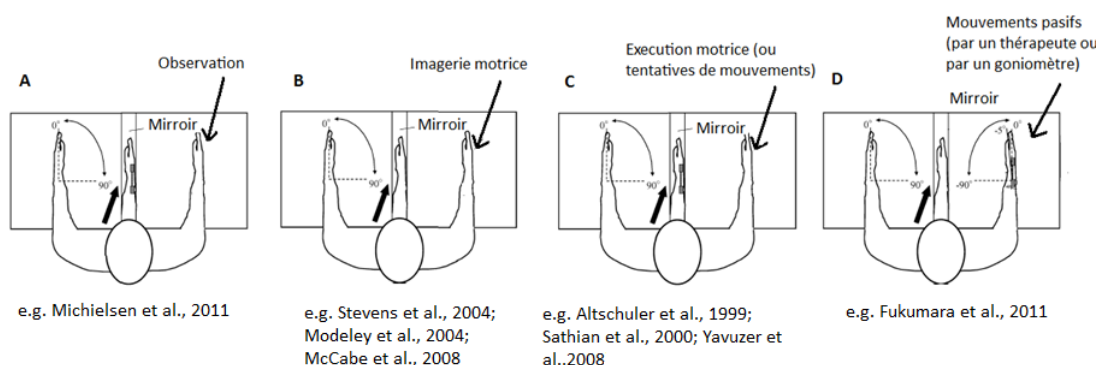 A
Observation
Mirroir
0°
90°
e.g. Michielsen et al., 2011
B
Imagerie motrice
Mirroir
0°
90°
e.g. Stevens et al., 2004;
Modeley et al., 2004;
McCabe et al., 2008
C
Execution motrice (ou
tentatives de mouvements)
Mirroir
0°
90°
e.g. Altschuler et al., 1999;
Sathian et al., 2000; Yavuzer et
al.,2008
D
Mouvements pasifs
(par un thérapeute ou
par un goniomètre)
Mirroir
0°
90°
-5°
0°
-90°
e.g. Fukumara et al., 2011